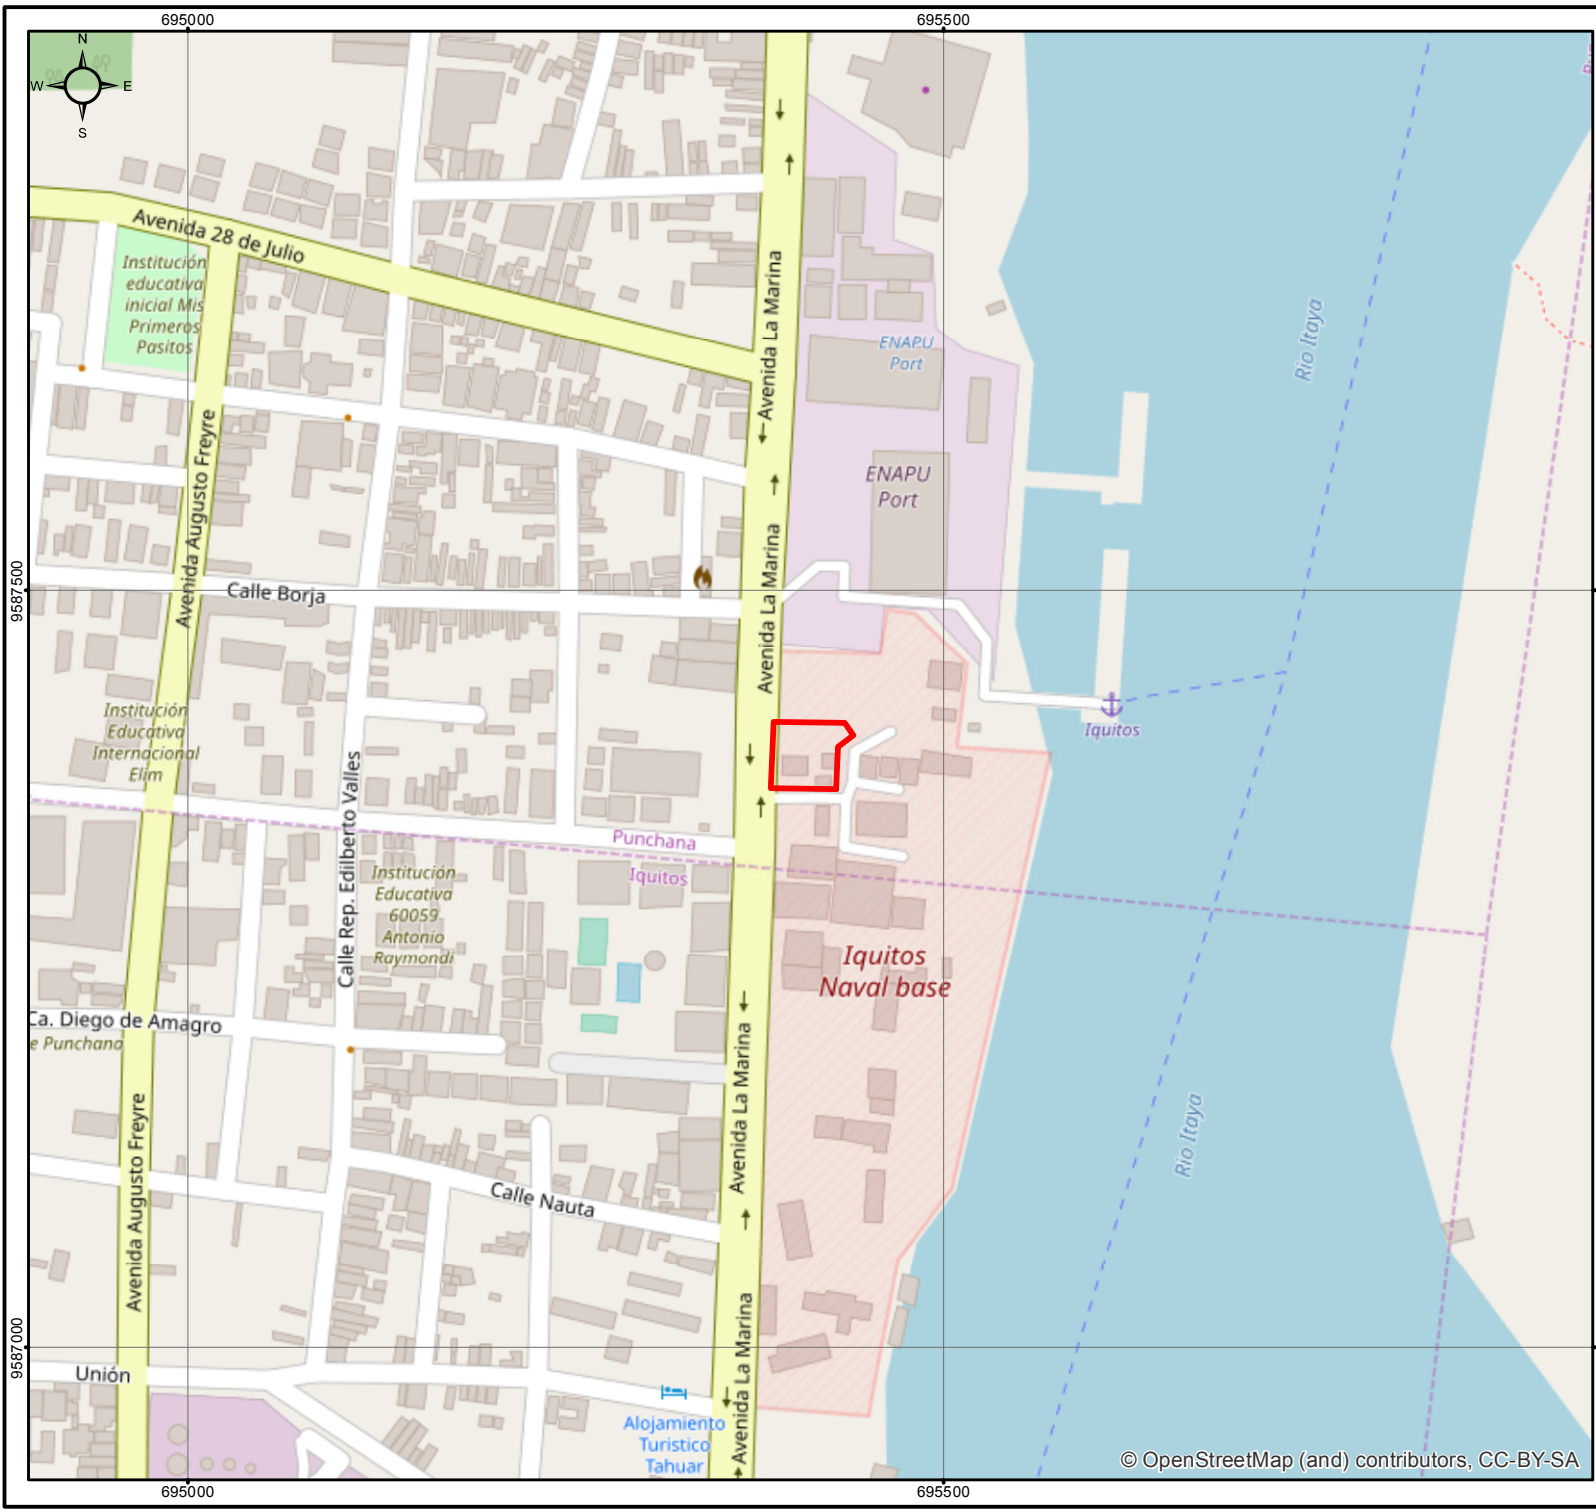 695000
695500
N
W
E
S
Avenida 28 de Julio
Institución
educativa
inicial Mis
Primeros
Pasitos
Avenida La Marina
ENAPU
Port
Río Itaya
Avenida Augusto Freyre
ENAPU
Port
Avenida La Marina
9587500
Calle Borja
Institución
Educativa
Internacional
Elim
Iquitos
Calle Rep. Edilberto Valles
Punchana
Iquitos
Institución
Educativa
60059
Antonio
Raymondi
Iquitos
Naval base
Ca. Diego de Amagro
e Punchana
Avenida La Marina
Río Itaya
Avenida Augusto Freyre
Calle Nauta
9587000
Unión
Avenida La Marina
Alojamiento
Turistico
Tahuar
© OpenStreetMap (and) contributors, CC-BY-SA
695000
695500